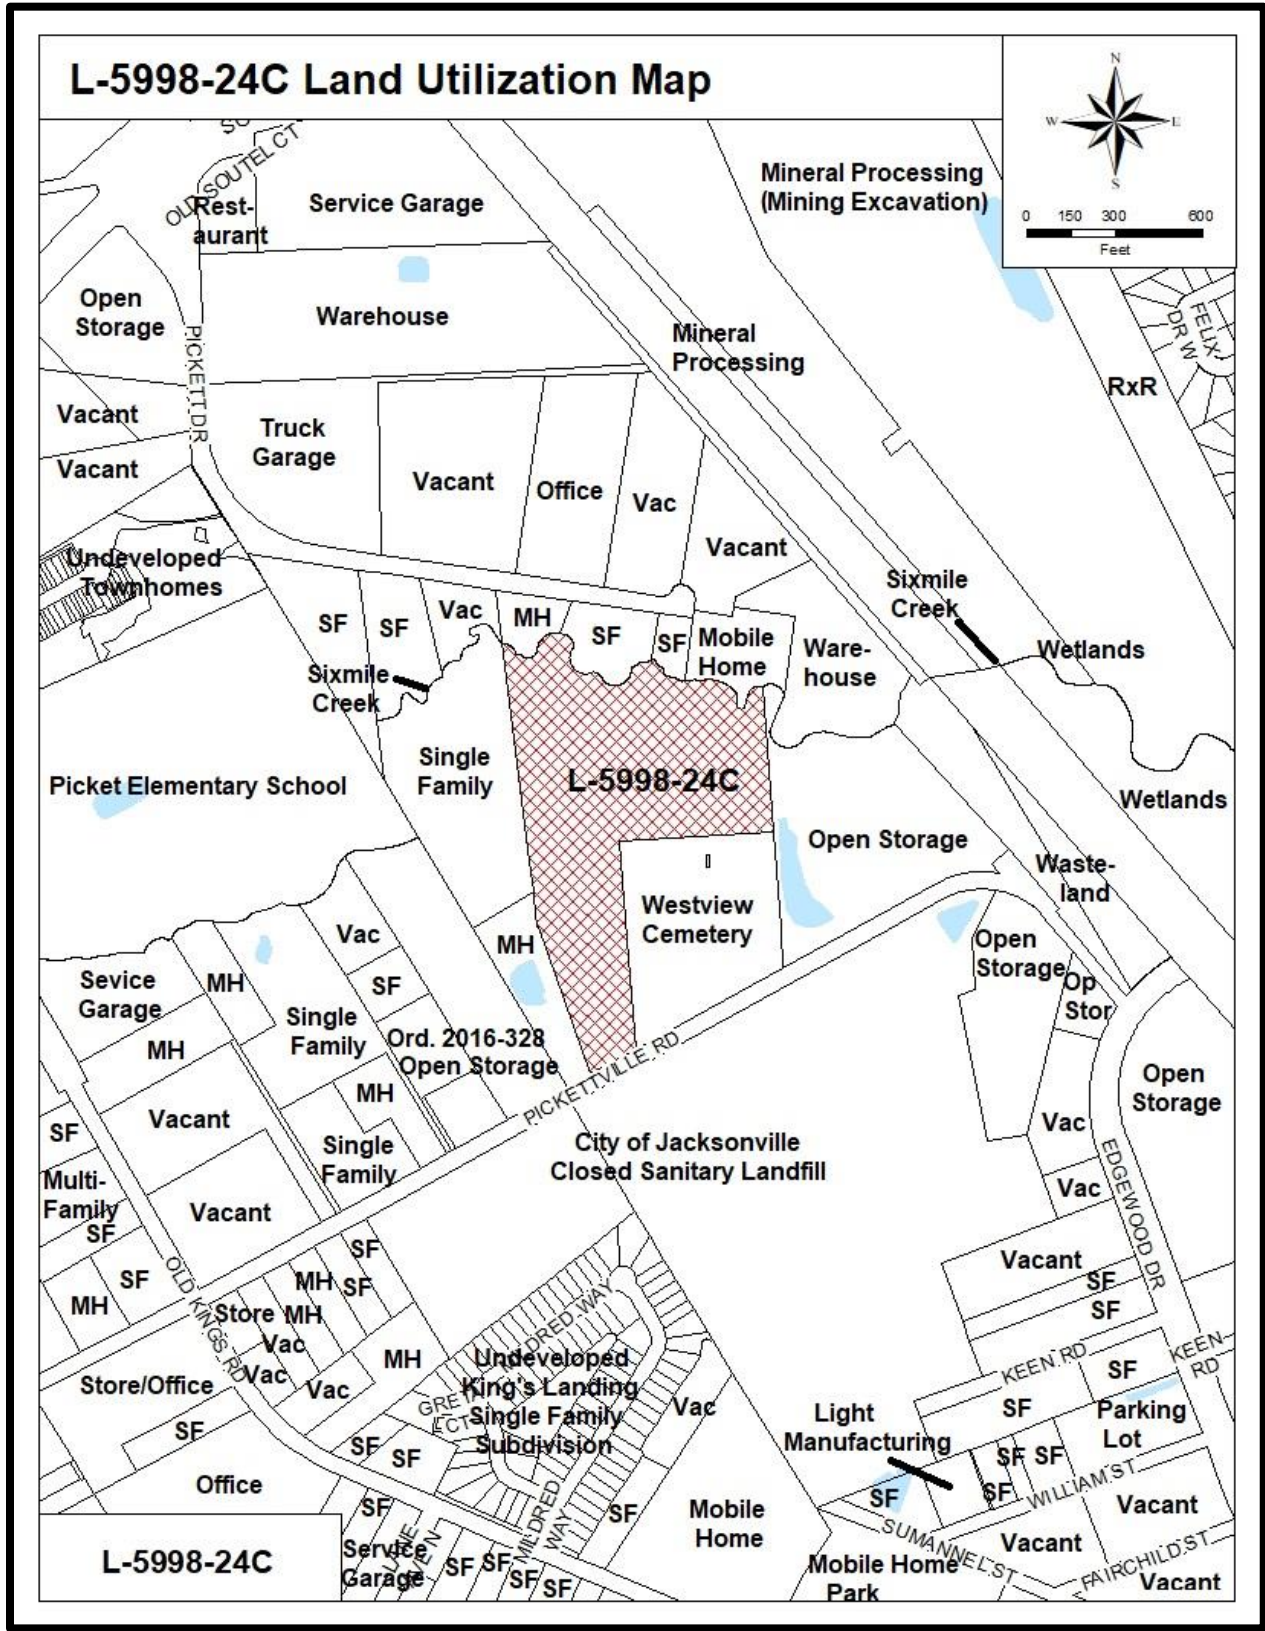 L-5998-24C Land Utilization Map
N
W
E
S
0 150 300 600
Feet
OLD SOUTEL CT
Rest-
aurant
Service Garage
Mineral Processing
(Mining Excavation)
Open
Storage
Warehouse
PICKETT DR
Mineral
Processing
FELIX
DR W
RxR
Vacant
Vacant
Truck
Garage
Vacant
Office
Vac
Vacant
Undeveloped
Townhomes
Sixmile
Creek
SF
SF
Vac
MH
SF
SF
Mobile
Home
Ware-
house
Wetlands
Sixmile
Creek
Single
Family
Picket Elementary School
L-5998-24C
Wetlands
Open Storage
Waste-
land
Westview
Cemetery
Vac
MH
Open
Storage
Sevice
Garage
MH
SF
Op
Stor
Single
Family
Ord. 2016-328
Open Storage
MH
PICKETTVILLE RD
MH
Open
Storage
Vacant
SF
Single
Family
City of Jacksonville
Closed Sanitary Landfill
Vac
Vac
EDGEWOOD DR
Multi-
Family
SF
Vacant
SF
MH
SF
OLD KINGS RD
MH
SF
Store
MH
Vac
Vacant
SF
SF
Store/Office
Vac
Vac
MH
GRETA
CT
MILDRED WAY
Undeveloped
King's Landing
Single Family
Subdivision
Vac
KEEN RD
SF
KEEN
RD
SF
Parking
Lot
Light
Manufacturing
SF
SF
SF
SF
SF
WILLIAM ST
Vacant
SF
SF
Office
SF
MILDRED
WAY
SF
Mobile
Home
SUMANNEL ST
Vacant
FAIRCHILD ST
Vacant
Mobile Home
Park
Service
Garage
LANE
SF
SF
SF
SF
L-5998-24C